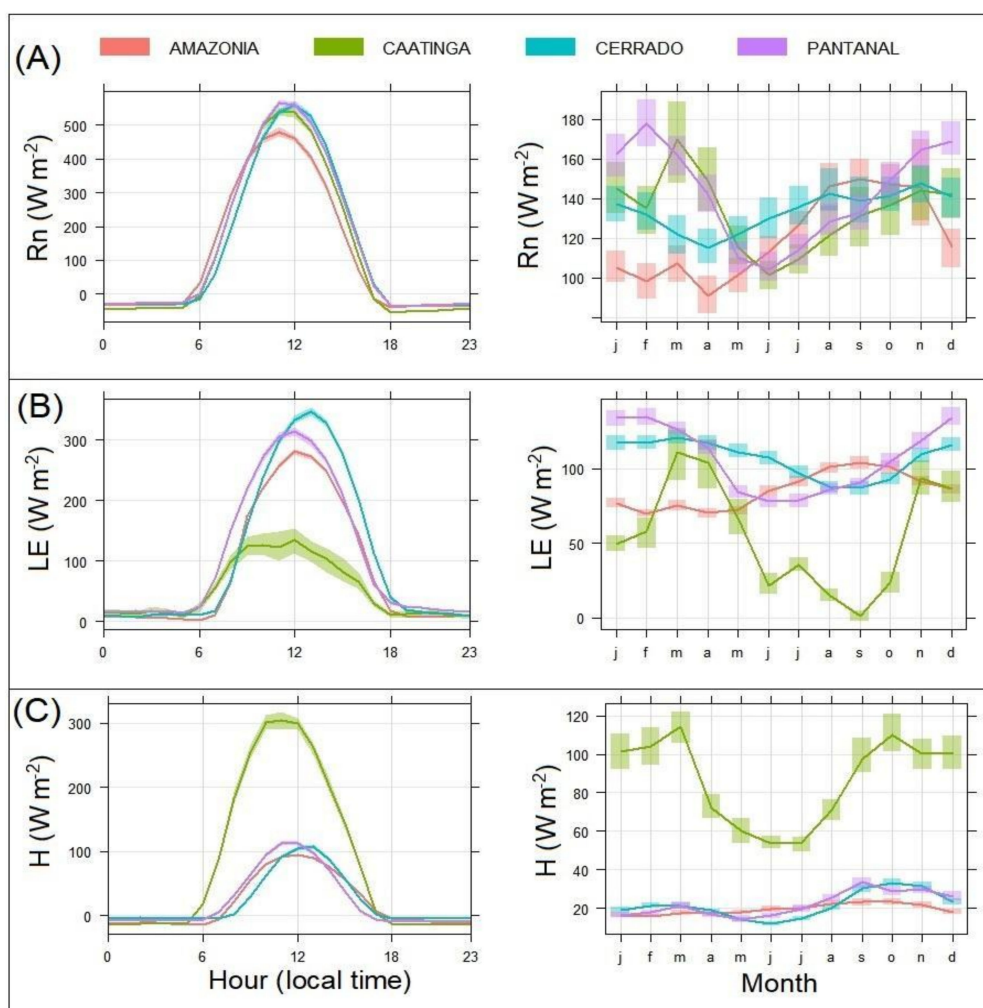 (A) AMAZONIA CAATINGA CERRADO PANTANAL
Rn (W m-2)
500
400
300
200
100
0
0 6 12 18 23
Rn (W m-2)
180
160
140
120
100
j f m a m j j a s o n d
(B)
LE (W m-2)
300
200
100
0
0 6 12 18 23
LE (W m-2)
100
50
0
j f m a m j j a s o n d
(C)
H (W m-2)
300
200
100
0
0 6 12 18 23
Hour (local time)
H (W m-2)
120
100
80
60
40
20
j f m a m j j a s o n d
Month